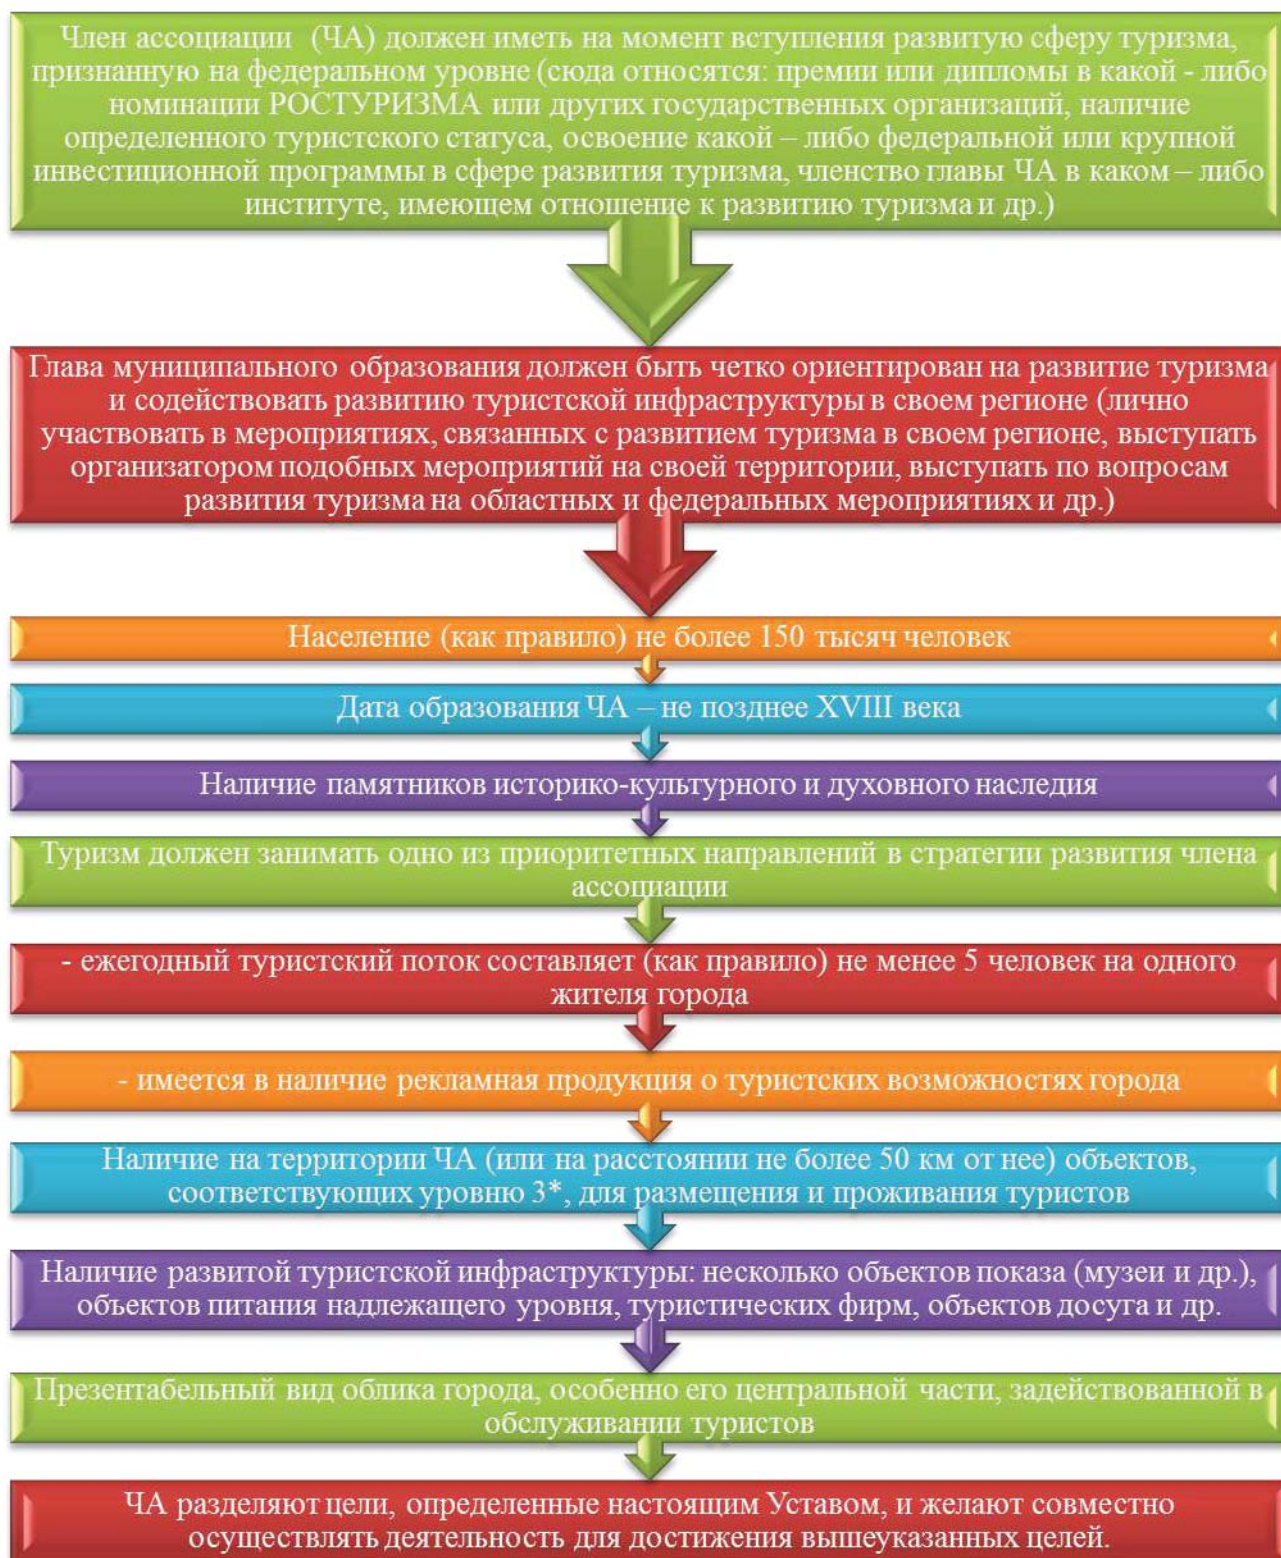 Член ассоциации (ЧА) должен иметь на момент вступления развитую сферу туризма,
признанную на федеральном уровне (сюда относятся: премии или дипломы в какой - либо
номинации РОСТУРИЗМА или других государственных организаций, наличие
определенного туристского статуса, освоение какой – либо федеральной или крупной
инвестиционной программы в сфере развития туризма, членство главы ЧА в каком – либо
институте, имеющем отношение к развитию туризма и др.)
Глава муниципального образования должен быть четко ориентирован на развитие туризма
и содействовать развитию туристской инфраструктуры в своем регионе (лично
участвовать в мероприятиях, связанных с развитием туризма в своем регионе, выступать
организатором подобных мероприятий на своей территории, выступать по вопросам
развития туризма на областных и федеральных мероприятиях и др.)
Население (как правило) не более 150 тысяч человек
Дата образования ЧА – не позднее XVIII века
Наличие памятников историко-культурного и духовного наследия
Туризм должен занимать одно из приоритетных направлений в стратегии развития члена
ассоциации
- ежегодный туристский поток составляет (как правило) не менее 5 человек на одного
жителя города
- имеется в наличие рекламная продукция о туристских возможностях города
Наличие на территории ЧА (или на расстоянии не более 50 км от нее) объектов,
соответствующих уровню 3*, для размещения и проживания туристов
Наличие развитой туристской инфраструктуры: несколько объектов показа (музеи и др.),
объектов питания надлежащего уровня, туристических фирм, объектов досуга и др.
Презентабельный вид облика города, особенно его центральной части, задействованной в
обслуживании туристов
ЧА разделяют цели, определенные настоящим Уставом, и желают совместно
осуществлять деятельность для достижения вышеуказанных целей.